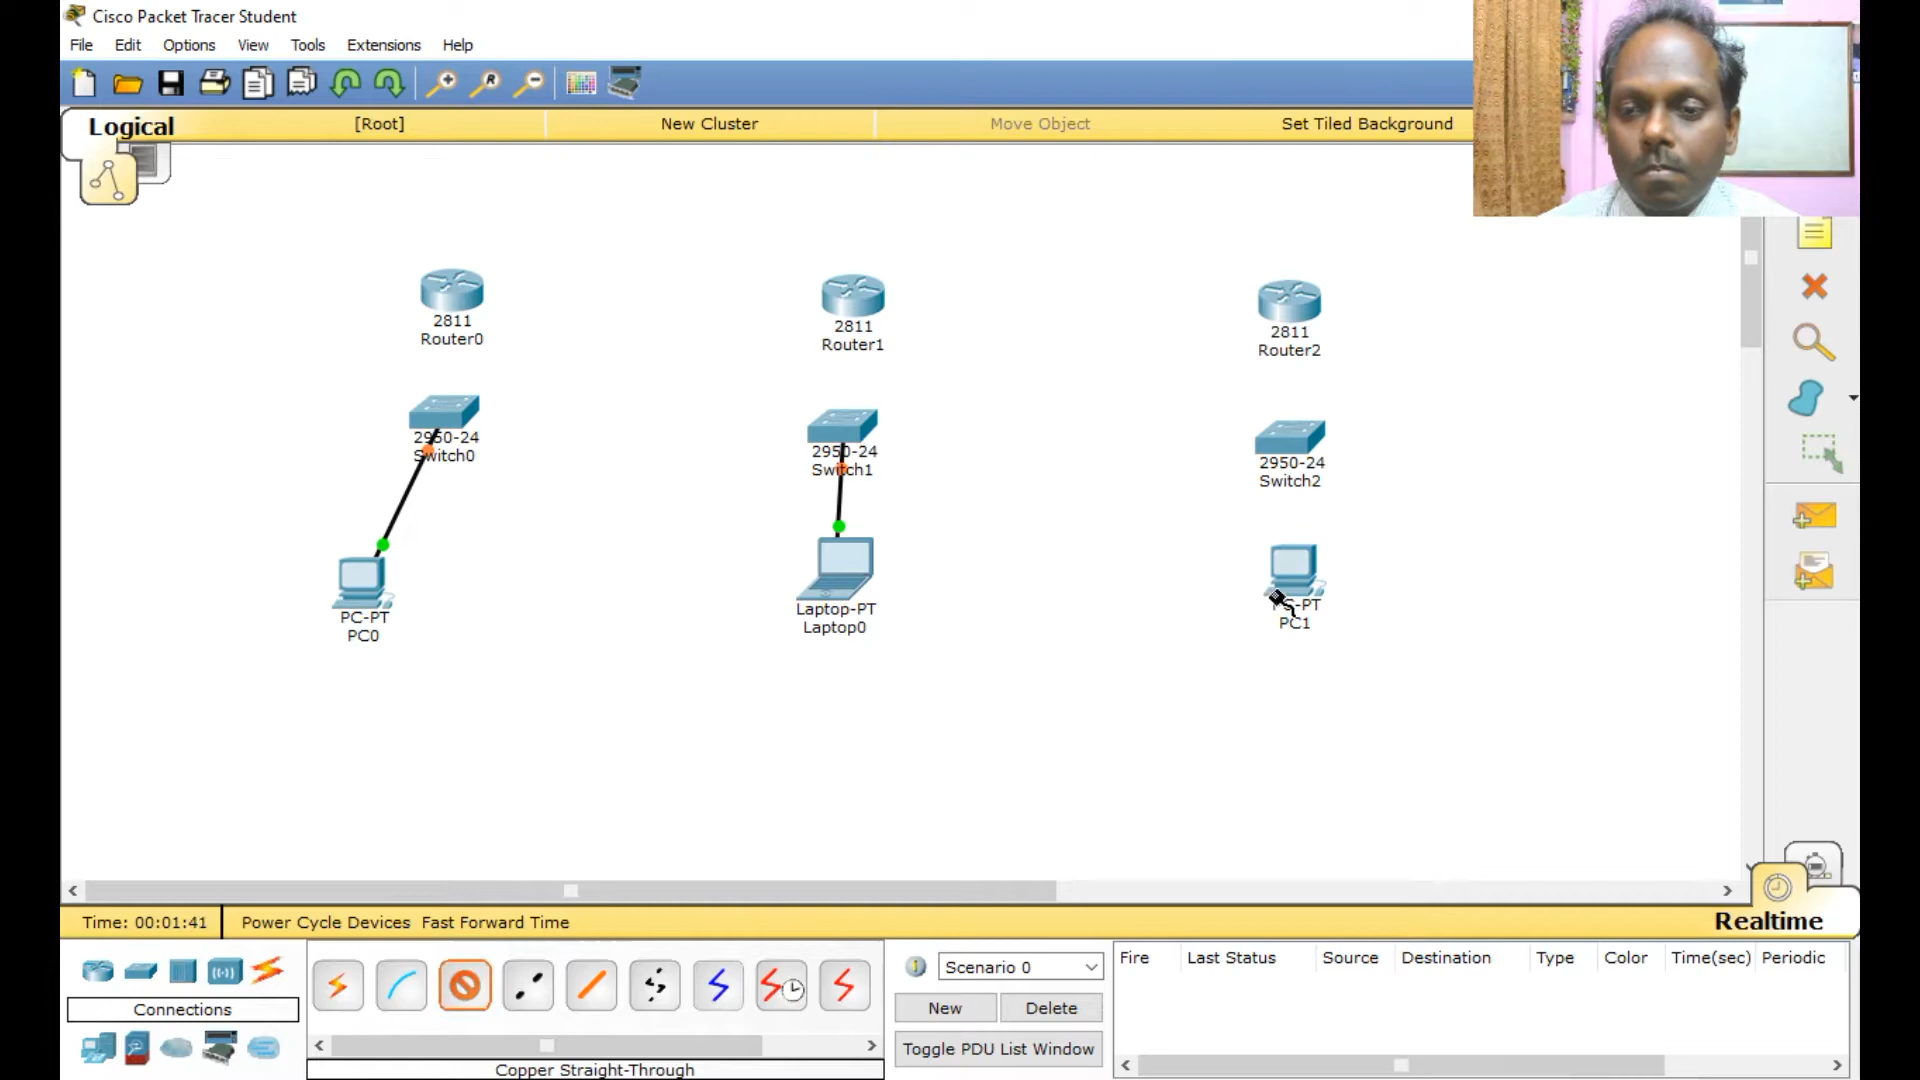 Cisco Packet Tracer Student
File Edit Options View Tools Extensions Help
Logical [Root] New Cluster Move Object Set Tiled Background
2811
Router0
2811
Router1
2811
Router2
2950-24
Switch0
2950-24
Switch1
2950-24
Switch2
PC-PT
PC0
Laptop-PT
Laptop0
PC-PT
PC1
Time: 00:01:41 Power Cycle Devices Fast Forward Time Realtime
Connections
Copper Straight-Through
Scenario 0
New Delete
Toggle PDU List Window
Fire Last Status Source Destination Type Color Time(sec) Periodic